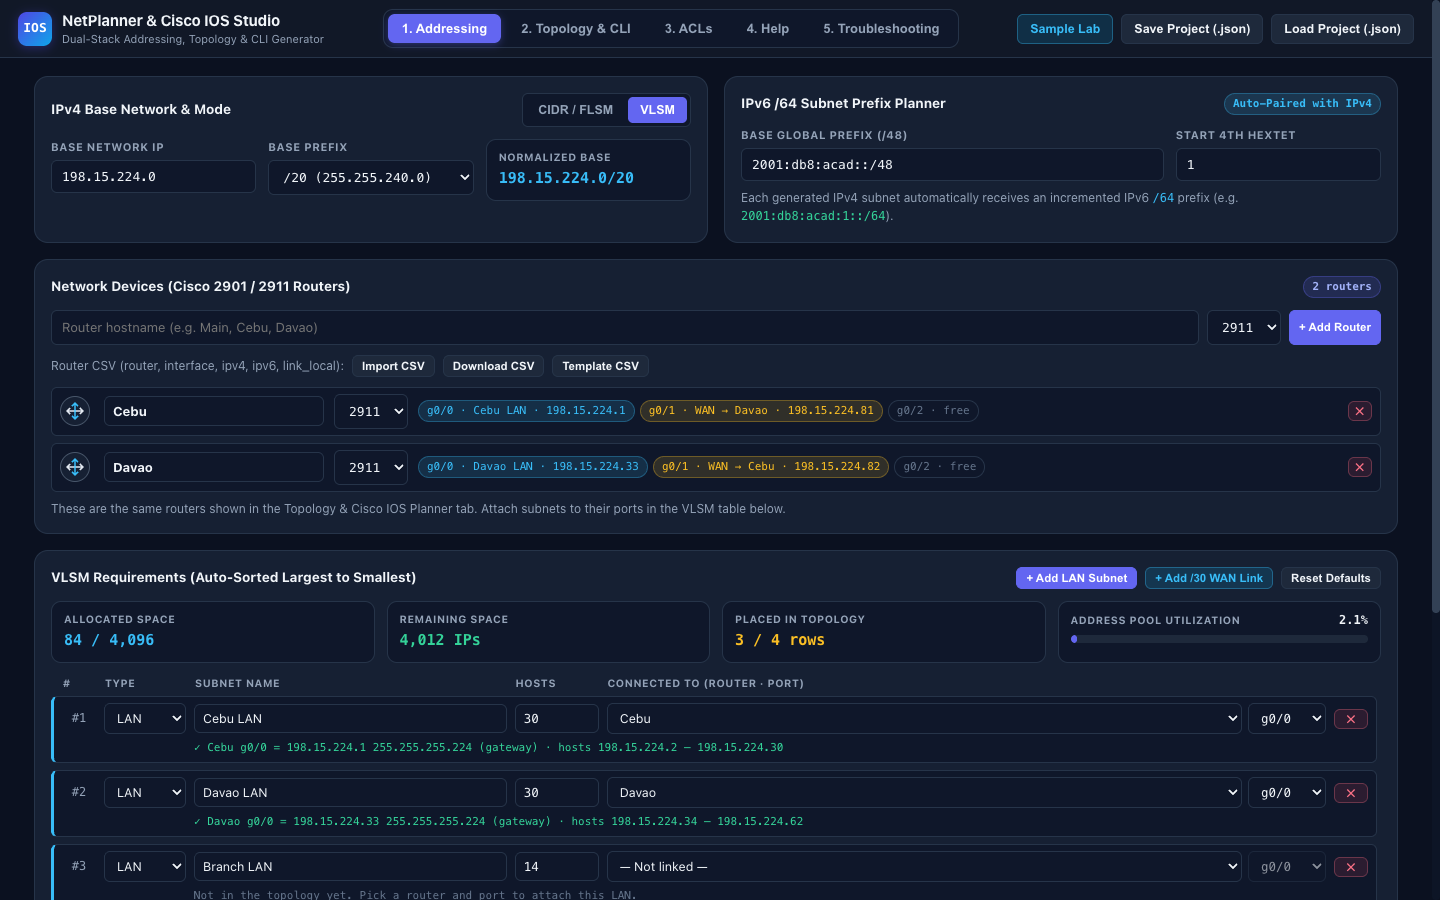 IOS
NetPlanner & Cisco IOS Studio
Dual-Stack Addressing, Topology & CLI Generator
1. Addressing
2. Topology & CLI
3. ACLs
4. Help
5. Troubleshooting
Sample Lab
Save Project (.json)
Load Project (.json)
IPv4 Base Network & Mode
CIDR / FLSM
VLSM
BASE NETWORK IP
BASE PREFIX
198.15.224.0
/20 (255.255.240.0)
NORMALIZED BASE
198.15.224.0/20
IPv6 /64 Subnet Prefix Planner
Auto-Paired with IPv4
BASE GLOBAL PREFIX (/48)
START 4TH HEXTET
2001:db8:acad::/48
1
Each generated IPv4 subnet automatically receives an incremented IPv6 /64 prefix (e.g.
2001:db8:acad:1::/64).
Network Devices (Cisco 2901 / 2911 Routers)
2 routers
Router hostname (e.g. Main, Cebu, Davao)
2911
+ Add Router
Router CSV (router, interface, ipv4, ipv6, link_local):
Import CSV
Download CSV
Template CSV
Cebu
2911
g0/0 · Cebu LAN · 198.15.224.1
g0/1 · WAN → Davao · 198.15.224.81
g0/2 · free
Davao
2911
g0/0 · Davao LAN · 198.15.224.33
g0/1 · WAN → Cebu · 198.15.224.82
g0/2 · free
These are the same routers shown in the Topology & Cisco IOS Planner tab. Attach subnets to their ports in the VLSM table below.
VLSM Requirements (Auto-Sorted Largest to Smallest)
+ Add LAN Subnet
+ Add /30 WAN Link
Reset Defaults
ALLOCATED SPACE
84 / 4,096
REMAINING SPACE
4,012 IPs
PLACED IN TOPOLOGY
3 / 4 rows
ADDRESS POOL UTILIZATION
2.1%
# TYPE SUBNET NAME HOSTS CONNECTED TO (ROUTER · PORT)
#1 LAN Cebu LAN 30 Cebu g0/0
✓ Cebu g0/0 = 198.15.224.1 255.255.255.224 (gateway) · hosts 198.15.224.2 – 198.15.224.30
#2 LAN Davao LAN 30 Davao g0/0
✓ Davao g0/0 = 198.15.224.33 255.255.255.224 (gateway) · hosts 198.15.224.34 – 198.15.224.62
#3 LAN Branch LAN 14 — Not linked — g0/0
Not in the topology yet. Pick a router and port to attach this LAN.